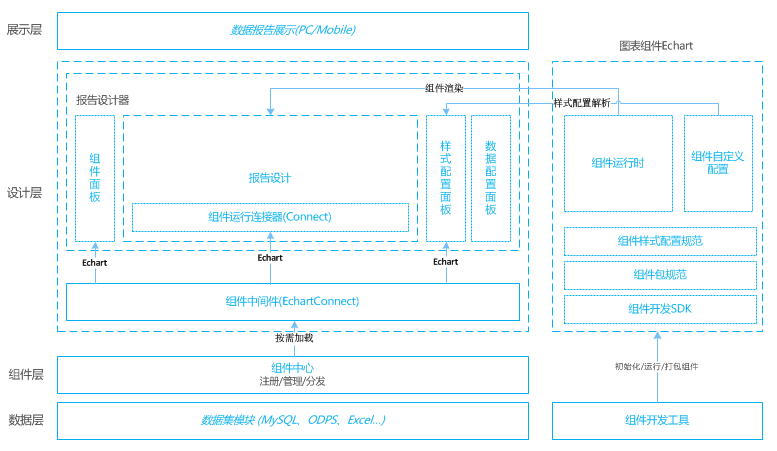 展示层
数据报告展示(PC/Mobile)
图表组件Echart
组件渲染
报告设计器
样式配置解析
组件面板
报告设计
样式配置面板
数据配置面板
组件运行时
组件自定义
配置
设计层
组件运行连接器(Connect)
组件样式配置规范
Echart
Echart
Echart
组件包规范
组件中间件(EchartConnect)
组件开发SDK
按需加载
初始化/运行/打包组件
组件层
组件中心
注册/管理/分发
数据层
数据集模块 (MySQL、ODPS、Excel...)
组件开发工具